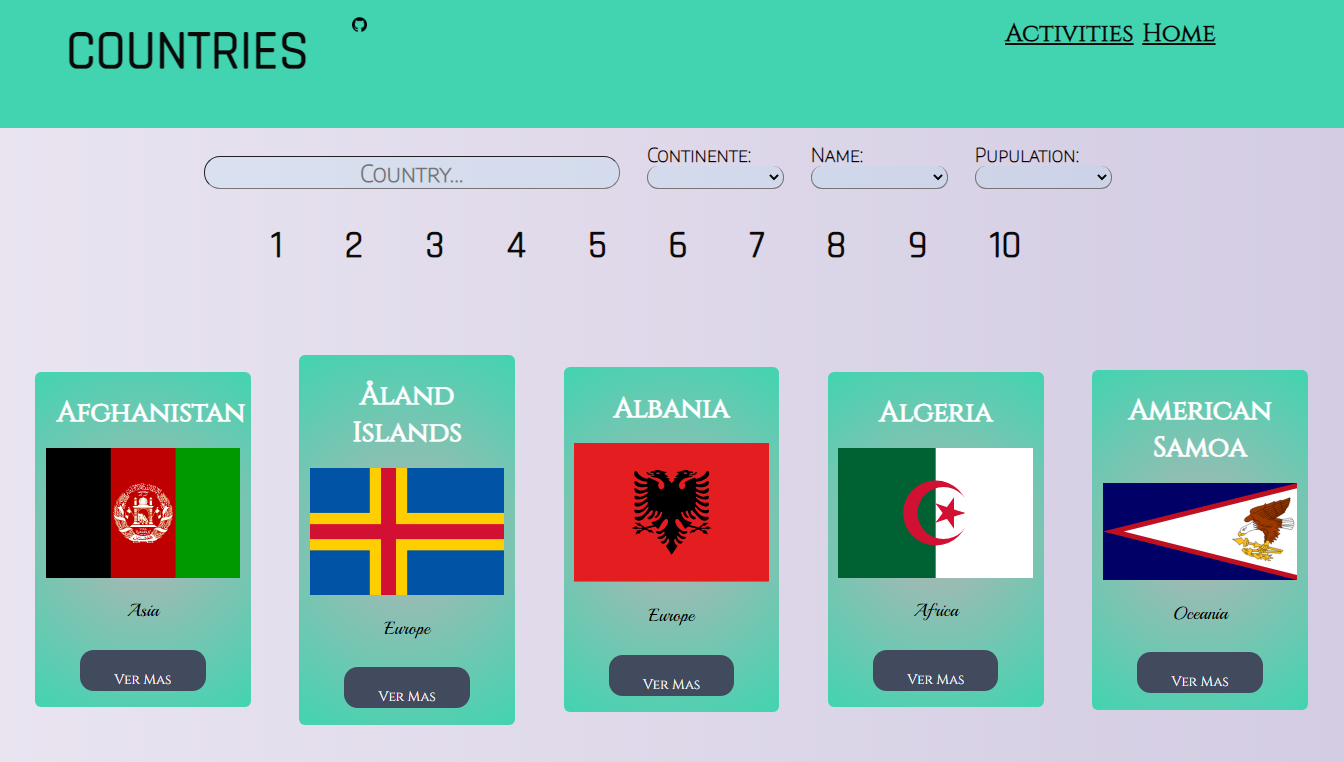 COUNTRIES
Activities Home
Continente: Name: Pupulation:
Country...
1 2 3 4 5 6 7 8 9 10
Afghanistan
Asia
Ver Mas
Åland
Islands
Europe
Ver Mas
Albania
Europe
Ver Mas
Algeria
Africa
Ver Mas
American
Samoa
Oceania
Ver Mas